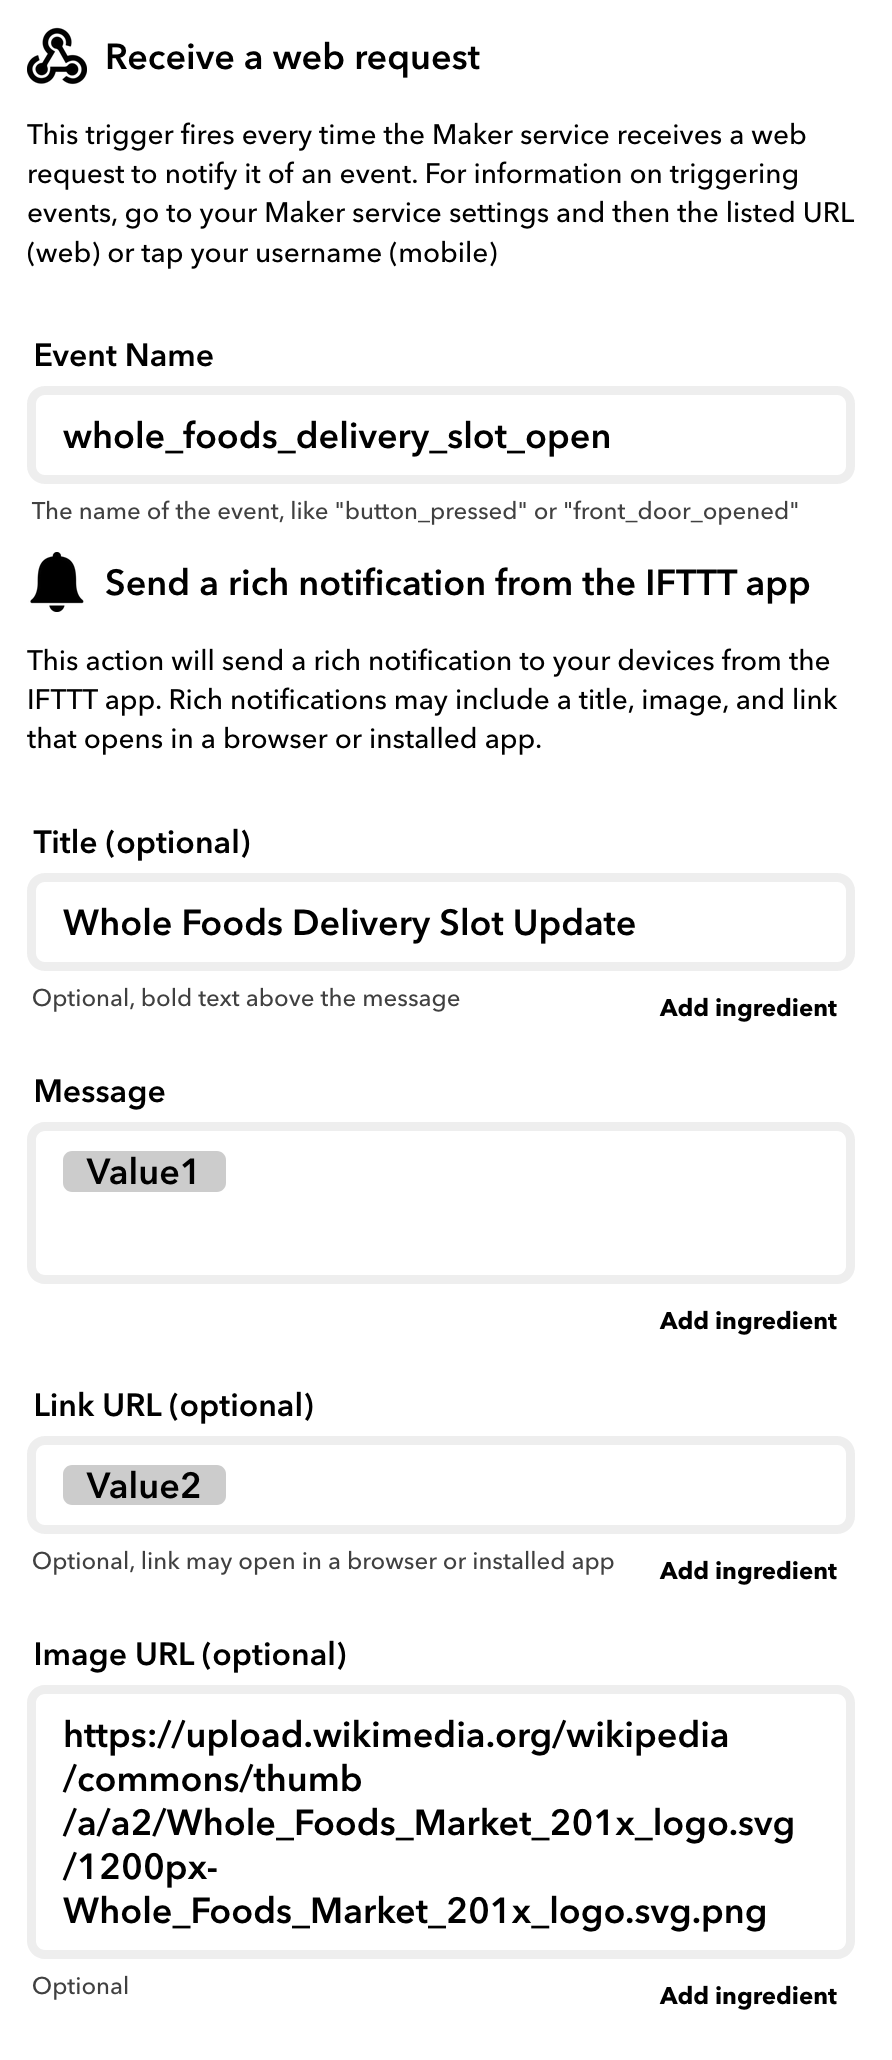 Receive a web request
This trigger fires every time the Maker service receives a web
request to notify it of an event. For information on triggering
events, go to your Maker service settings and then the listed URL
(web) or tap your username (mobile)
Event Name
whole_foods_delivery_slot_open
The name of the event, like "button_pressed" or "front_door_opened"
Send a rich notification from the IFTTT app
This action will send a rich notification to your devices from the
IFTTT app. Rich notifications may include a title, image, and link
that opens in a browser or installed app.
Title (optional)
Whole Foods Delivery Slot Update
Optional, bold text above the message
Add ingredient
Message
Value1
Add ingredient
Link URL (optional)
Value2
Optional, link may open in a browser or installed app
Add ingredient
Image URL (optional)
https://upload.wikimedia.org/wikipedia
/commons/thumb
/a/a2/Whole_Foods_Market_201x_logo.svg
/1200px-
Whole_Foods_Market_201x_logo.svg.png
Optional
Add ingredient